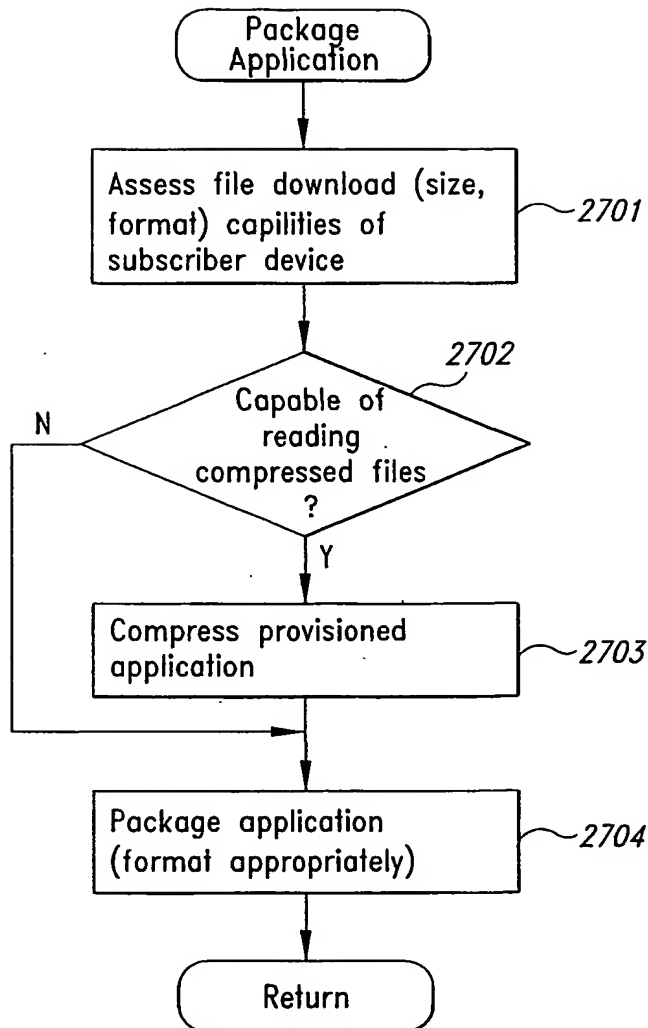 Package
Application
Assess file download (size,
format) capilities of
subscriber device
2701
2702
Capable of
reading
compressed files
?
N
Y
Compress provisioned
application
2703
Package application
(format appropriately)
2704
Return